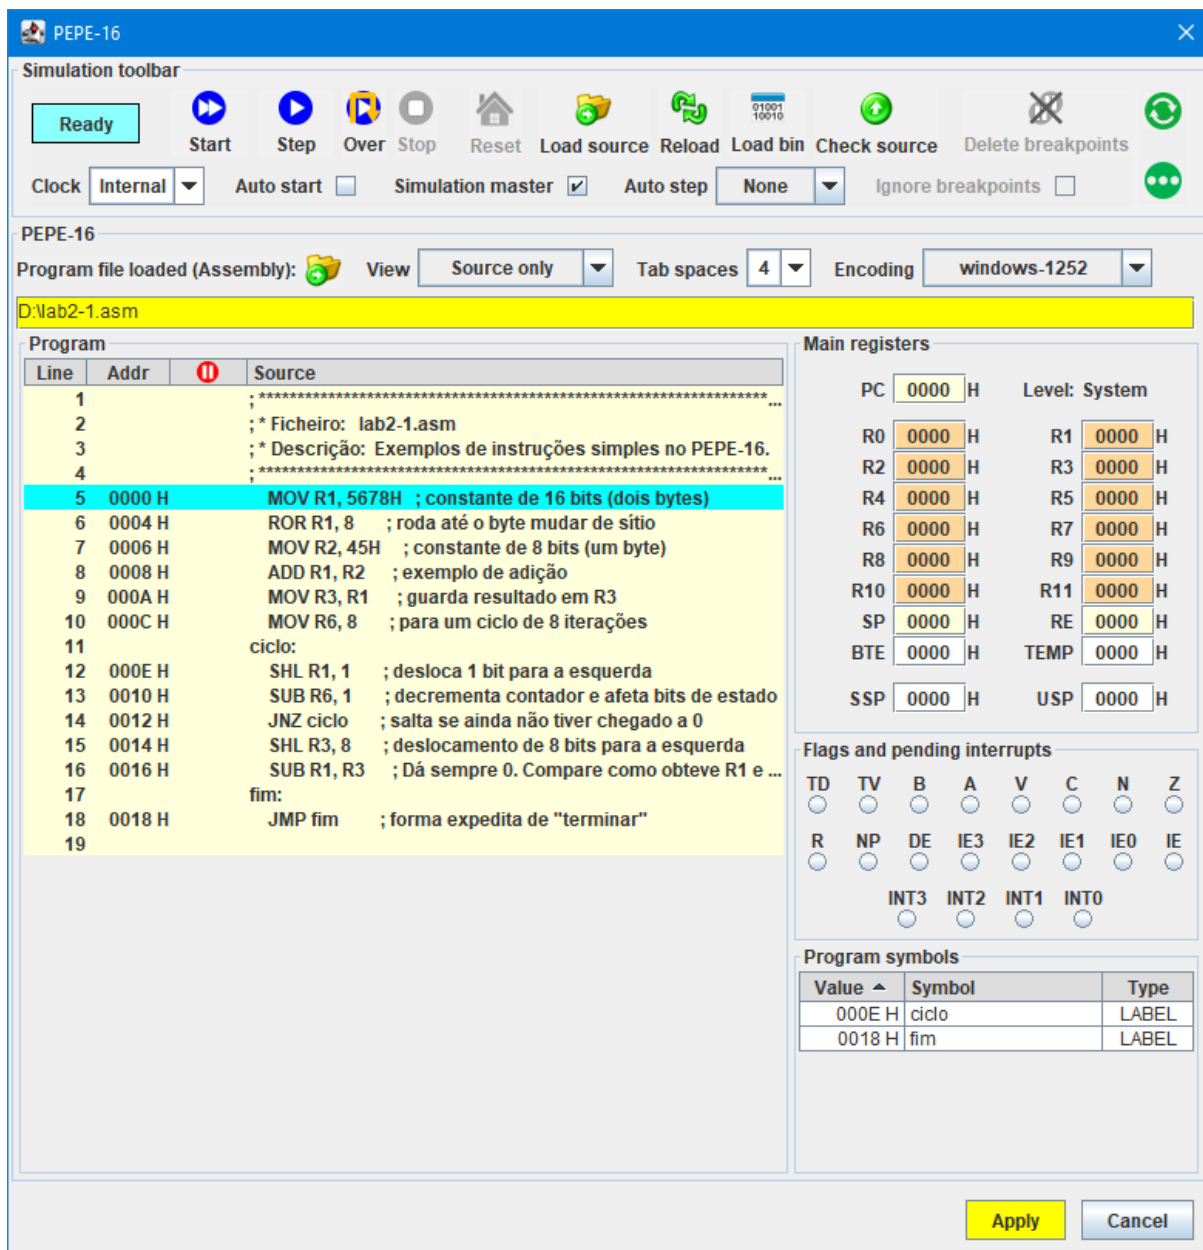 PEPE-16
Simulation toolbar
Ready
Start Step Over Stop Reset Load source Reload Load bin Check source Delete breakpoints
01001
10010
Clock Internal Auto start Simulation master Auto step None Ignore breakpoints
PEPE-16
Program file loaded (Assembly): View Source only Tab spaces 4 Encoding windows-1252
D:\lab2-1.asm
Program
Line Addr Source
1 ; ******************************************************************...
2 ; * Ficheiro: lab2-1.asm
3 ; * Descrição: Exemplos de instruções simples no PEPE-16.
4 ; ******************************************************************...
5 0000 H MOV R1, 5678H ; constante de 16 bits (dois bytes)
6 0004 H ROR R1, 8 ; roda até o byte mudar de sítio
7 0006 H MOV R2, 45H ; constante de 8 bits (um byte)
8 0008 H ADD R1, R2 ; exemplo de adição
9 000A H MOV R3, R1 ; guarda resultado em R3
10 000C H MOV R6, 8 ; para um ciclo de 8 iterações
11 ciclo:
12 000E H SHL R1, 1 ; desloca 1 bit para a esquerda
13 0010 H SUB R6, 1 ; decrementa contador e afeta bits de estado
14 0012 H JNZ ciclo ; salta se ainda não tiver chegado a 0
15 0014 H SHL R3, 8 ; deslocamento de 8 bits para a esquerda
16 0016 H SUB R1, R3 ; Dá sempre 0. Compare como obteve R1 e ...
17 fim:
18 0018 H JMP fim ; forma expedita de "terminar"
19
Main registers
PC 0000 H Level: System
R0 0000 H R1 0000 H
R2 0000 H R3 0000 H
R4 0000 H R5 0000 H
R6 0000 H R7 0000 H
R8 0000 H R9 0000 H
R10 0000 H R11 0000 H
SP 0000 H RE 0000 H
BTE 0000 H TEMP 0000 H
SSP 0000 H USP 0000 H
Flags and pending interrupts
TD TV B A V C N Z
R NP DE IE3 IE2 IE1 IE0 IE
INT3 INT2 INT1 INT0
Program symbols
Value Symbol Type
000E H ciclo LABEL
0018 H fim LABEL
Apply Cancel